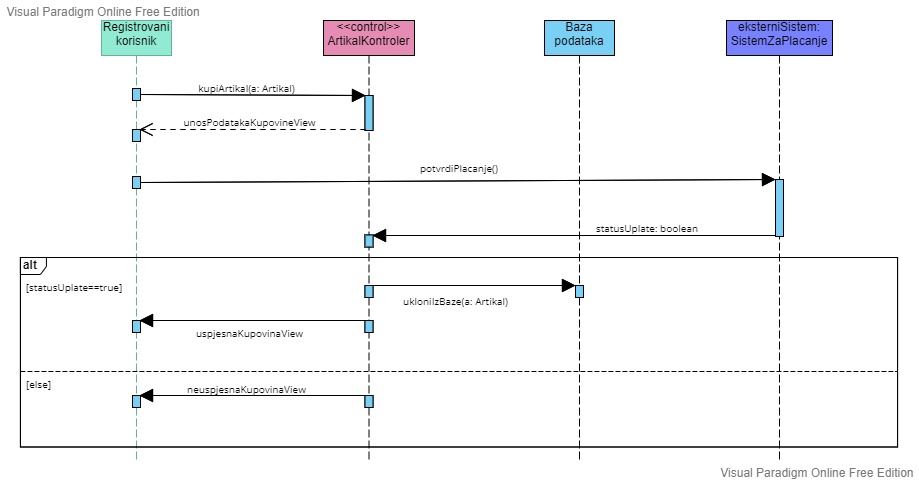 Visual Paradigm Online Free Edition
Registrovani
korisnik
<<control>>
ArtikalKontroler
Baza
podataka
eksterniSistem:
SistemZaPlacanje
kupiArtikal(a: Artikal)
unosPodatakaKupovineView
potvrdiPlacanje()
statusUplate: boolean
alt
[statusUplate==true]
ukloniIzBaze(a: Artikal)
uspjesnaKupovinaView
[else]
neuspjesnaKupovinaView
Visual Paradigm Online Free Edition